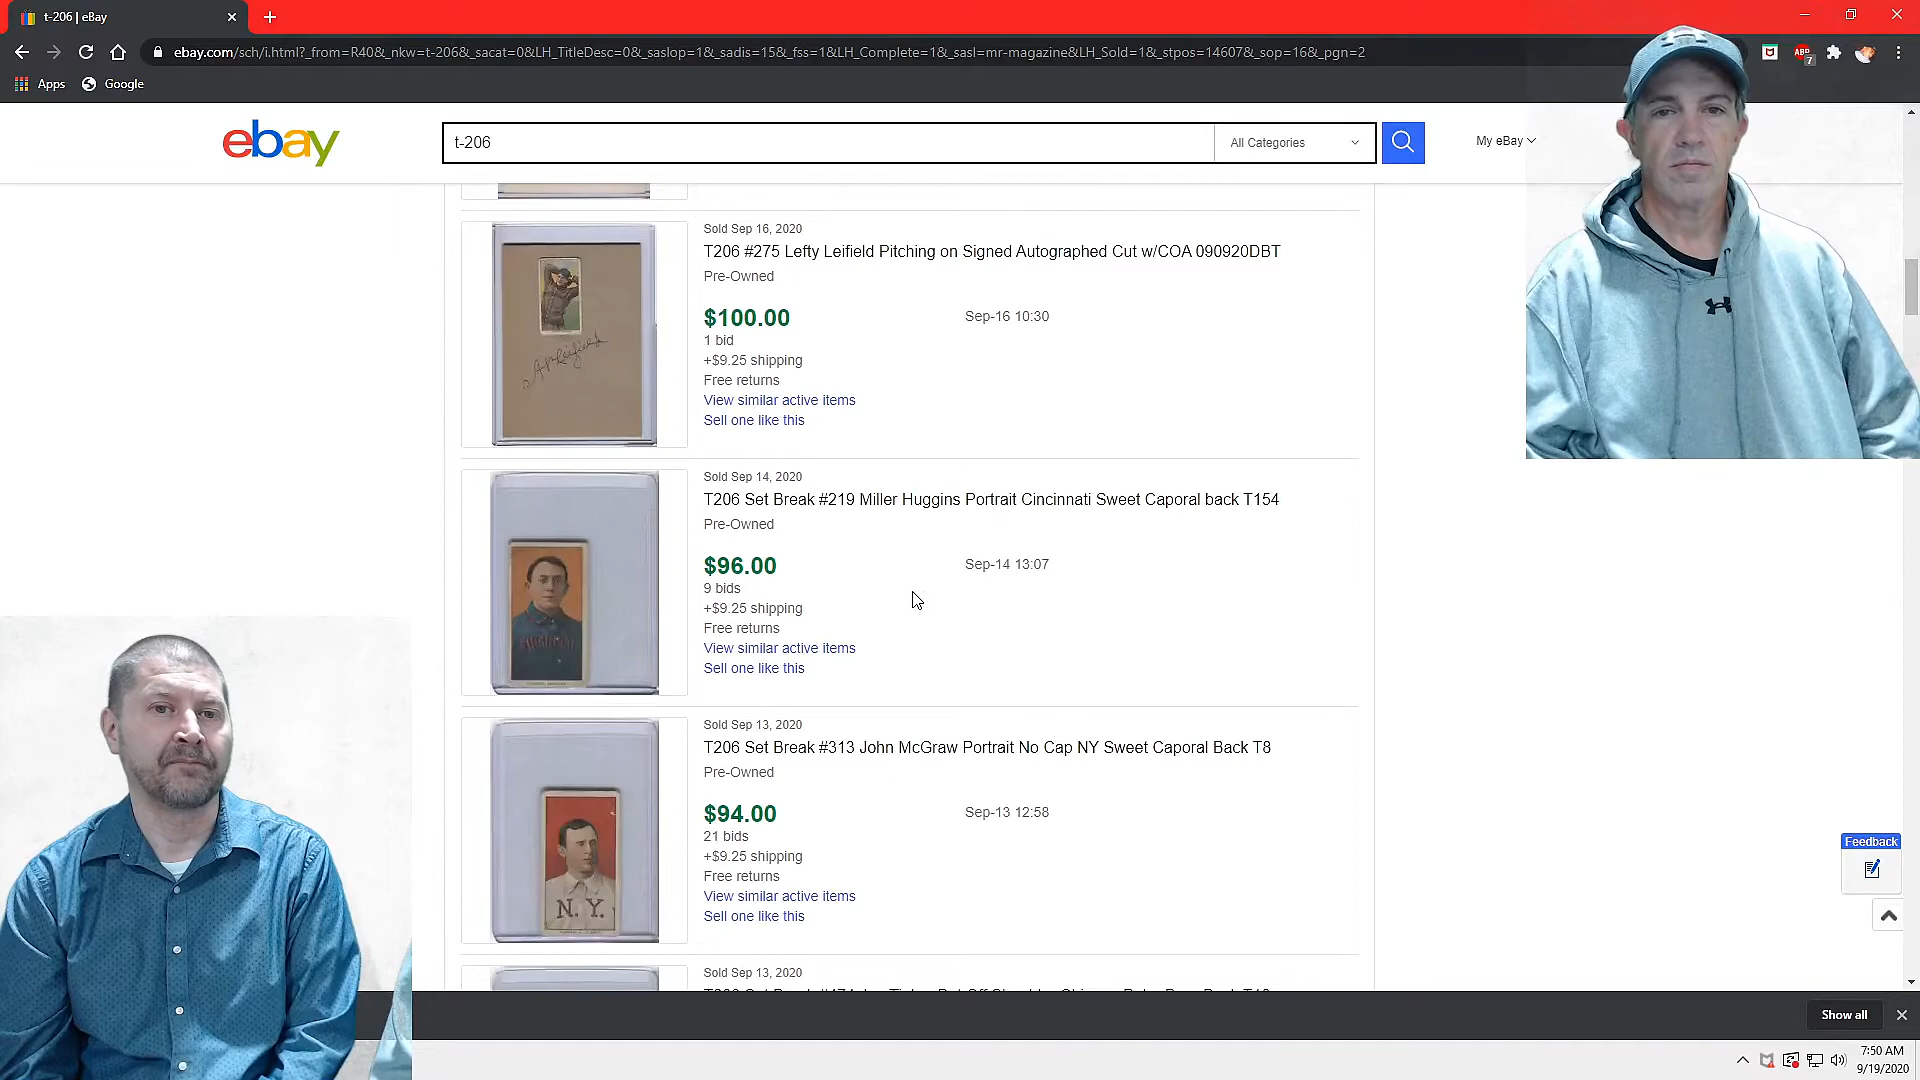 t-206 | eBay
ebay.com/sch/i.html?_from=R40&_nkw=t-206&_sacat=0&LH_TitleDesc=0&_saslop=1&_sadis=15&_fss=1&LH_Complete=1&_sasl=mr-magazine&LH_Sold=1&_stpos=14607&_sop=16&_pgn=2
ABP
7
Apps
Google
ebay
t-206
All Categories
My eBay
Sold Sep 16, 2020
T206 #275 Lefty Leifield Pitching on Signed Autographed Cut w/COA 090920DBT
Pre-Owned
$100.00
Sep-16 10:30
1 bid
+$9.25 shipping
Free returns
View similar active items
Sell one like this
Sold Sep 14, 2020
T206 Set Break #219 Miller Huggins Portrait Cincinnati Sweet Caporal back T154
Pre-Owned
$96.00
Sep-14 13:07
9 bids
+$9.25 shipping
Free returns
View similar active items
Sell one like this
Sold Sep 13, 2020
T206 Set Break #313 John McGraw Portrait No Cap NY Sweet Caporal Back T8
Pre-Owned
$94.00
Sep-13 12:58
21 bids
+$9.25 shipping
Free returns
View similar active items
Sell one like this
N. Y.
Sold Sep 13, 2020
Feedback
Show all
7:50 AM
9/19/2020